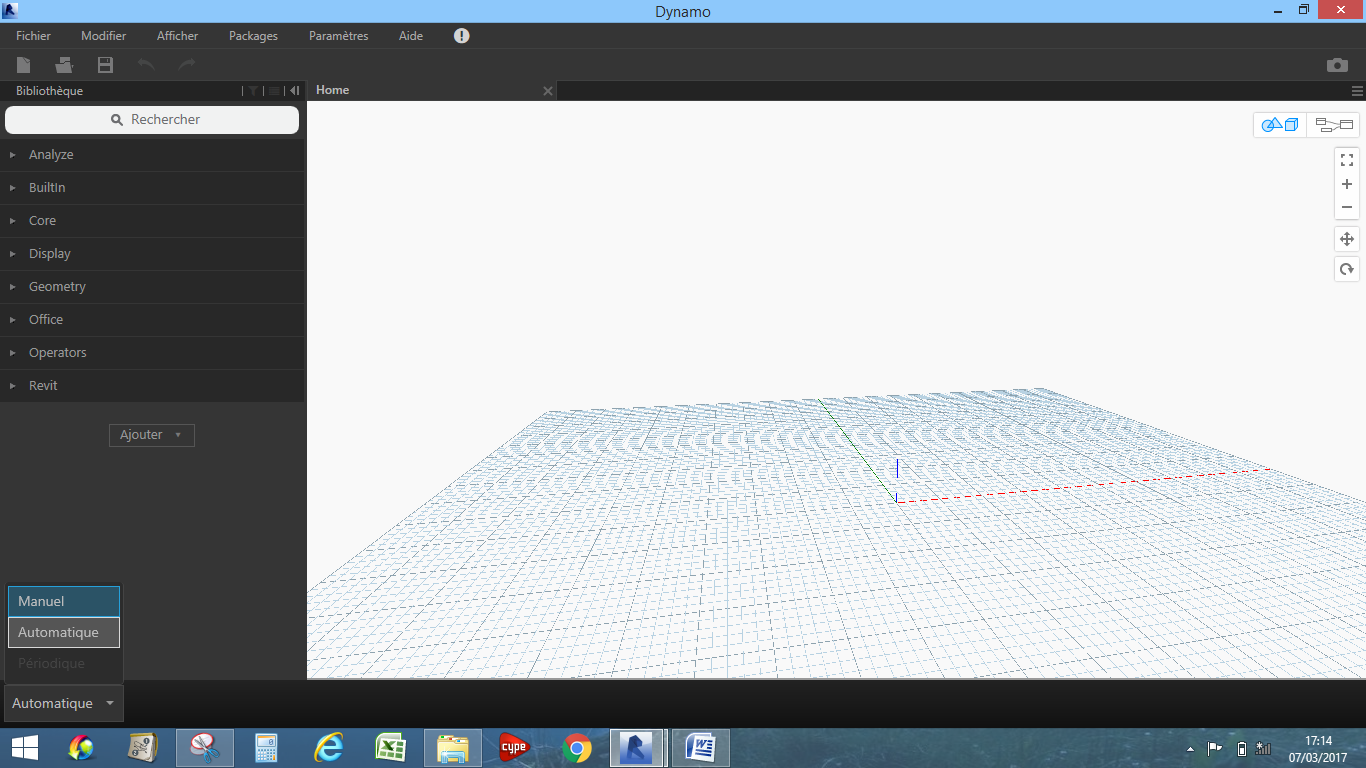 Dynamo
Fichier Modifier Afficher Packages Paramètres Aide
Bibliothèque
Home
Rechercher
Analyze
BuiltIn
Core
Display
Geometry
Office
Operators
Revit
Ajouter
Manuel
Automatique
Périodique
Automatique
cype
17:14
07/03/2017